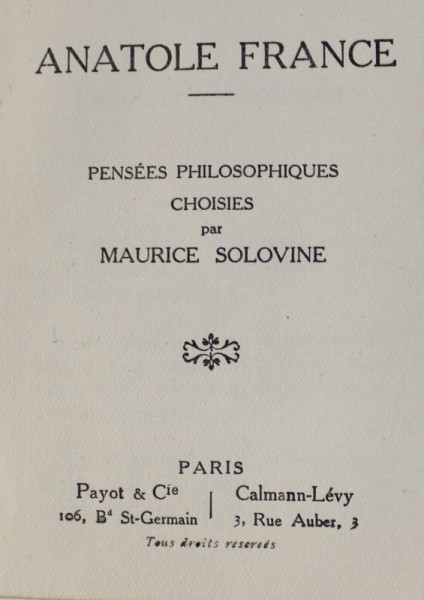 ANATOLE FRANCE
PENSÉES PHILOSOPHIQUES
CHOISIES
par
MAURICE SOLOVINE
PARIS
Payot & Cie
106, Bd St-Germain
Calmann-Lévy
3, Rue Auber, 3
Tous droits réservés